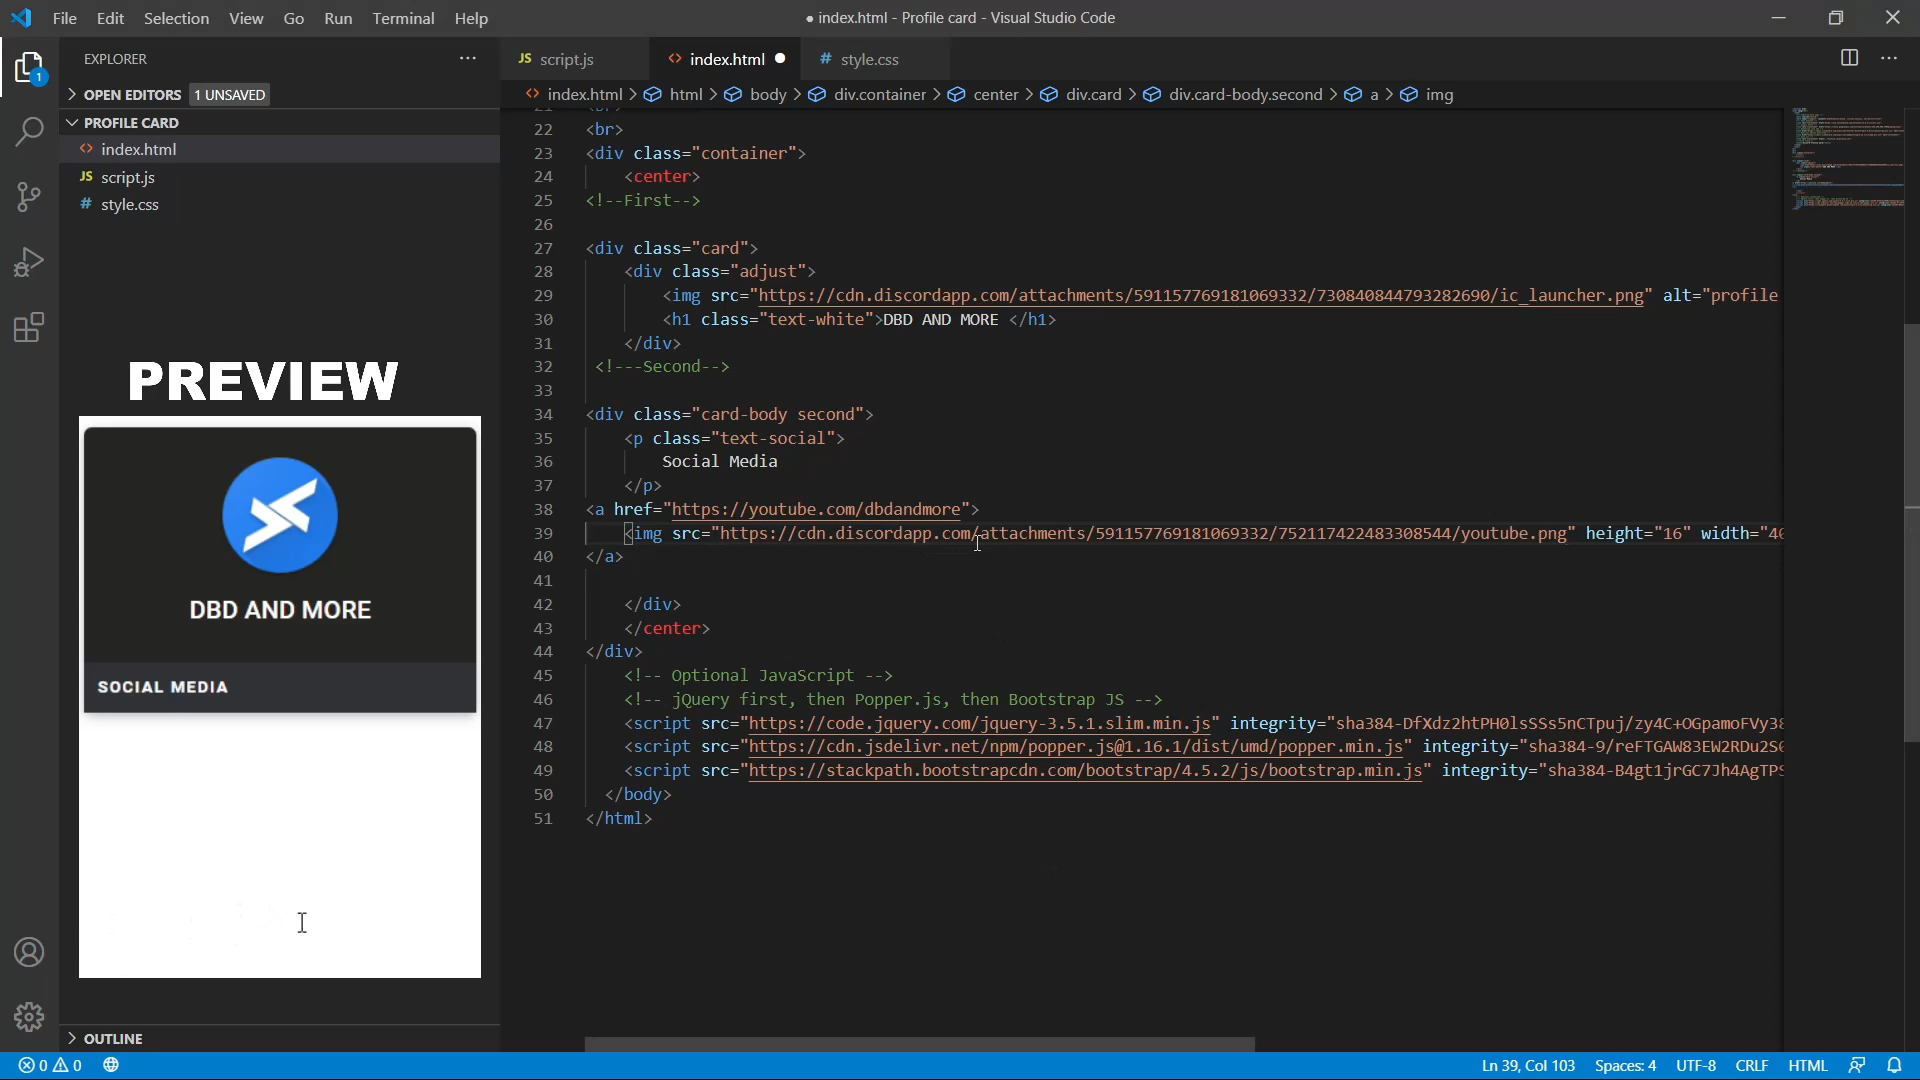 File Edit Selection View Go Run Terminal Help
● index.html - Profile card - Visual Studio Code
EXPLORER
1
OPEN EDITORS 1 UNSAVED
PROFILE CARD
index.html
JS script.js
# style.css
PREVIEW
DBD AND MORE
SOCIAL MEDIA
OUTLINE
JS script.js
index.html
# style.css
index.html > html > body > div.container > center > div.card > div.card-body.second > a > img
22 <br>
23 <div class="container">
24 <center>
25 <!--First-->
26
27 <div class="card">
28 <div class="adjust">
29 <img src="https://cdn.discordapp.com/attachments/591157769181069332/730840844793282690/ic_launcher.png" alt="profile
30 <h1 class="text-white">DBD AND MORE </h1>
31 </div>
32 <!---Second-->
33
34 <div class="card-body second">
35 <p class="text-social">
36 Social Media
37 </p>
38 <a href="https://youtube.com/dbdandmore">
39 <img src="https://cdn.discordapp.com/attachments/591157769181069332/752117422483308544/youtube.png" height="16" width="40
40 </a>
41
42 </div>
43 </center>
44 </div>
45 <!-- Optional JavaScript -->
46 <!-- jQuery first, then Popper.js, then Bootstrap JS -->
47 <script src="https://code.jquery.com/jquery-3.5.1.slim.min.js" integrity="sha384-DfXdz2htPH0lsSSs5nCTpuj/zy4C+OGpamoFVy38
48 <script src="https://cdn.jsdelivr.net/npm/popper.js@1.16.1/dist/umd/popper.min.js" integrity="sha384-9/reFTGAW83EW2RDu2S0
49 <script src="https://stackpath.bootstrapcdn.com/bootstrap/4.5.2/js/bootstrap.min.js" integrity="sha384-B4gt1jrGC7Jh4AgTPS
50 </body>
51 </html>
0 0
Ln 39, Col 103 Spaces: 4 UTF-8 CRLF HTML